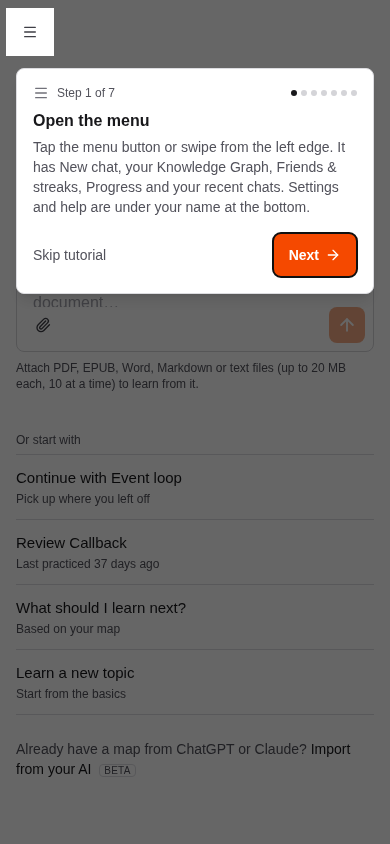 Step 1 of 7
Open the menu
Tap the menu button or swipe from the left edge. It
has New chat, your Knowledge Graph, Friends &
streaks, Progress and your recent chats. Settings
and help are under your name at the bottom.
Skip tutorial
Next
document…
Attach PDF, EPUB, Word, Markdown or text files (up to 20 MB
each, 10 at a time) to learn from it.
Or start with
Continue with Event loop
Pick up where you left off
Review Callback
Last practiced 37 days ago
What should I learn next?
Based on your map
Learn a new topic
Start from the basics
Already have a map from ChatGPT or Claude? Import
from your AI BETA